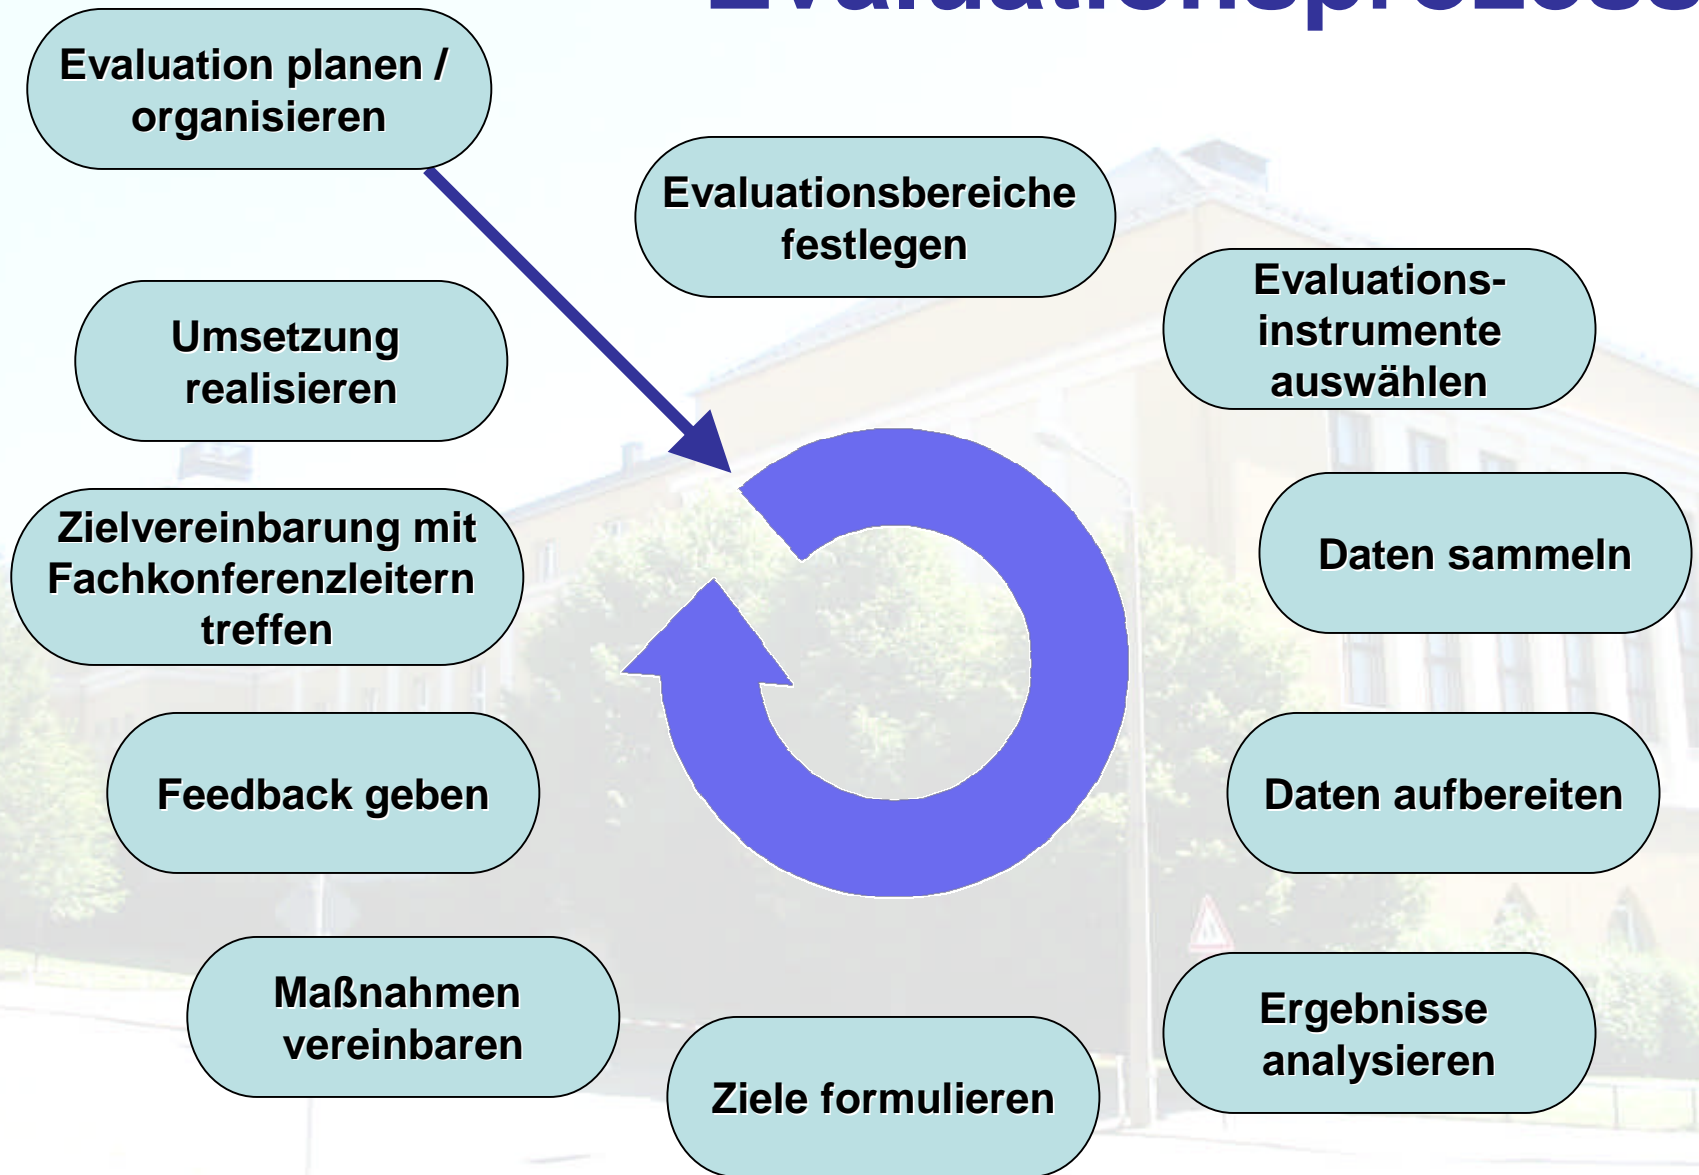 Evaluationsprozess
Evaluation planen /
organisieren
Evaluationsbereiche
festlegen
Evaluations-
instrumente
auswählen
Daten sammeln
Daten aufbereiten
Ergebnisse
analysieren
Ziele formulieren
Maßnahmen
vereinbaren
Feedback geben
Zielvereinbarung mit
Fachkonferenzleitern
treffen
Umsetzung
realisieren